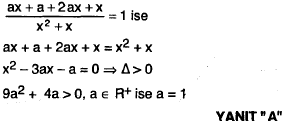 ax + a + 2ax + x / x² + x = 1 ise
ax + a + 2ax + x = x² + x
x² – 3ax – a = 0 ⇒ Δ > 0
9a² + 4a > 0, a ∈ R⁺ ise a = 1
YANIT "A"